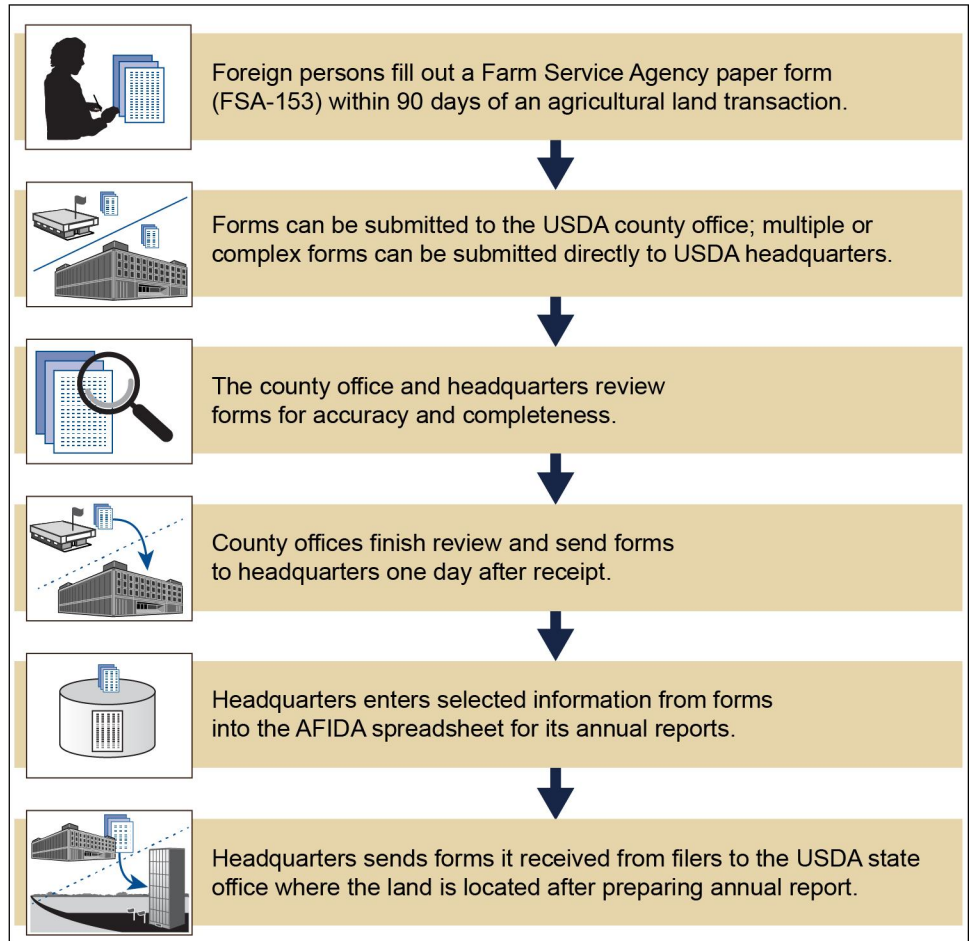 Foreign persons fill out a Farm Service Agency paper form
(FSA-153) within 90 days of an agricultural land transaction.
Forms can be submitted to the USDA county office; multiple or
complex forms can be submitted directly to USDA headquarters.
The county office and headquarters review
forms for accuracy and completeness.
County offices finish review and send forms
to headquarters one day after receipt.
Headquarters enters selected information from forms
into the AFIDA spreadsheet for its annual reports.
Headquarters sends forms it received from filers to the USDA state
office where the land is located after preparing annual report.